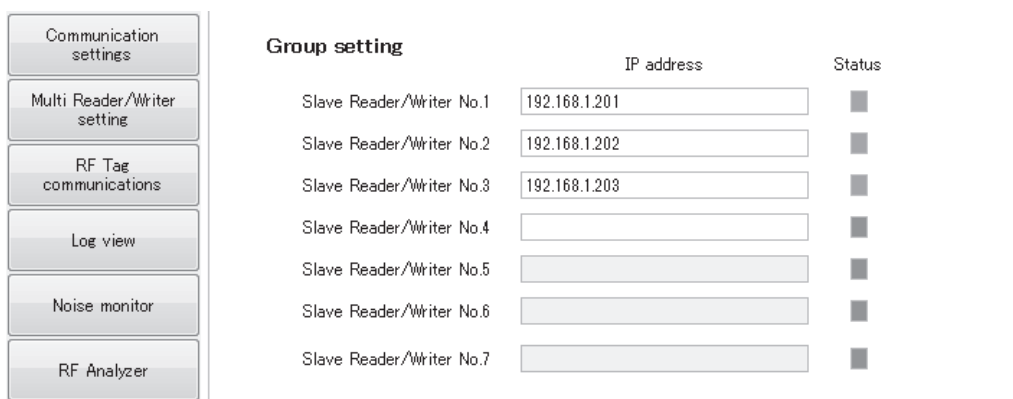 Communication
settings
Multi Reader/Writer
setting
RF Tag
communications
Log view
Noise monitor
RF Analyzer
Group setting
IP address Status
Slave Reader/Writer No.1 192.168.1.201
Slave Reader/Writer No.2 192.168.1.202
Slave Reader/Writer No.3 192.168.1.203
Slave Reader/Writer No.4
Slave Reader/Writer No.5
Slave Reader/Writer No.6
Slave Reader/Writer No.7